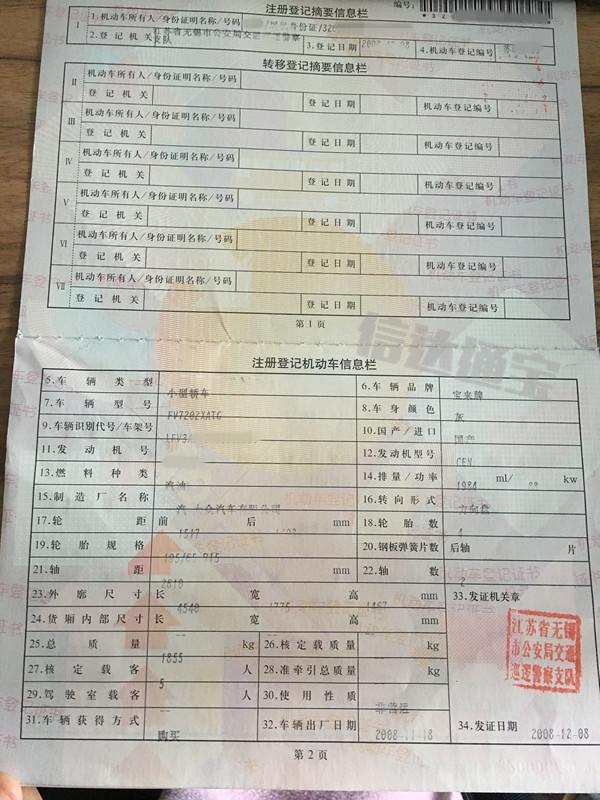 注册登记摘要信息栏
编号:
I 1.机动车所有人/身份证明名称/号码 居民身份证/320
2.登记机关 江苏省无锡市公安局交通巡逻警察支队 3.登记日期 2008-12-08 4.机动车登记编号 苏
转移登记摘要信息栏
II 机动车所有人/身份证明名称/号码
登记机关 登记日期 机动车登记编号
III 机动车所有人/身份证明名称/号码
登记机关 登记日期 机动车登记编号
IV 机动车所有人/身份证明名称/号码
登记机关 登记日期 机动车登记编号
V 机动车所有人/身份证明名称/号码
登记机关 登记日期 机动车登记编号
VI 机动车所有人/身份证明名称/号码
登记机关 登记日期 机动车登记编号
VII 机动车所有人/身份证明名称/号码
登记机关 登记日期 机动车登记编号
第1页
信达通宝
注册登记机动车信息栏
5.车辆类型 小型轿车 6.车辆品牌 宝来牌
7.车辆型号 FV7202XATG 8.车身颜色 灰
9.车辆识别代号/车架号 LFV3A 10.国产/进口 国产
11.发动机号 12.发动机型号 CEN
13.燃料种类 汽油 14.排量/功率 1984 ml/ kw
15.制造厂名称 汽-大众汽车有限公司 16.转向形式 方向盘
17.轮距 前 1517 后 mm 18.轮胎数 4
19.轮胎规格 195/65 R15 20.钢板弹簧片数 后轴 片
21.轴距 2610 mm 22.轴数 2
23.外廓尺寸 长 4540 宽 1775 高 1467 mm 33.发证机关章
24.货厢内部尺寸 长 -- 宽 -- 高 -- mm
江苏省无锡市公安局交通巡逻警察支队
25.总质量 1855 kg 26.核定载质量 -- kg
27.核定载客 5 人 28.准牵引总质量 -- kg
29.驾驶室载客 -- 人 30.使用性质 非营运
31.车辆获得方式 购买 32.车辆出厂日期 2008-11-18 34.发证日期 2008-12-08
第2页